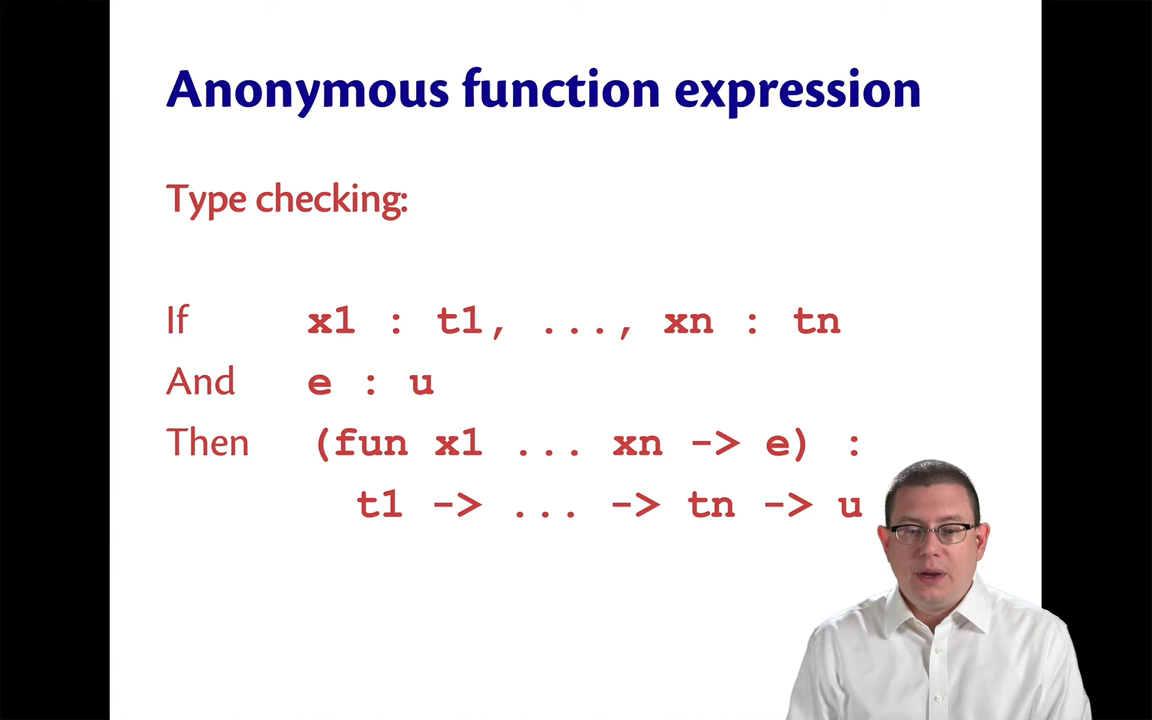 Anonymous function expression
Type checking:
If x1 : t1, ..., xn : tn
And e : u
Then (fun x1 ... xn -> e) :
t1 -> ... -> tn -> u